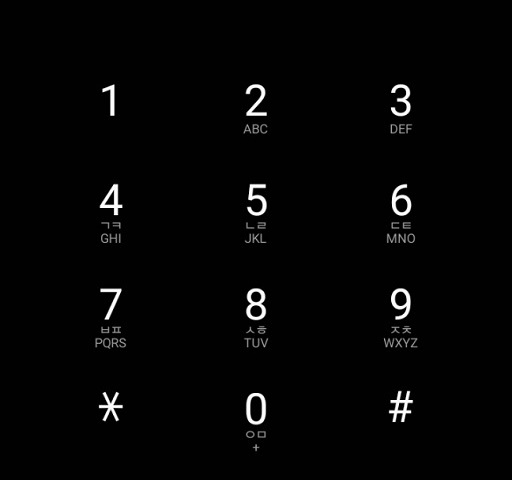 1 2 3
ABC DEF
4 5 6
ㄱㅋ ㄴㄹ ㄷㅌ
GHI JKL MNO
7 8 9
ㅂㅍ ㅅㅎ ㅈㅊ
PQRS TUV WXYZ
* 0 #
ㅇㅁ
+